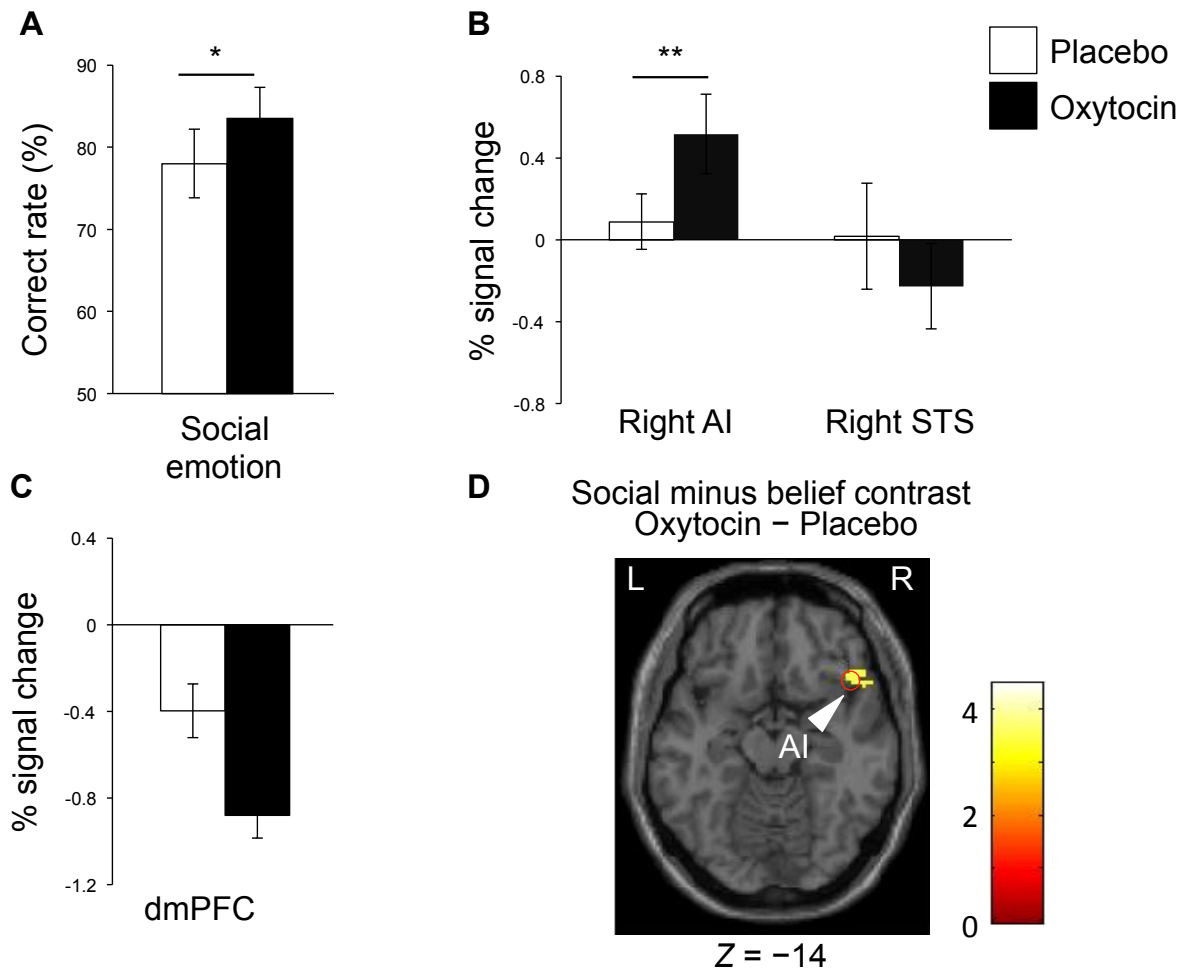 A
*
90
80
70
60
50
Correct rate (%)
Social
emotion
B
**
0.8
0.4
0
-0.4
-0.8
% signal change
Right AI
Right STS
Placebo
Oxytocin
C
0.4
0
-0.4
-0.8
-1.2
% signal change
dmPFC
D
Social minus belief contrast
Oxytocin − Placebo
L
R
AI
Z = −14
4
2
0